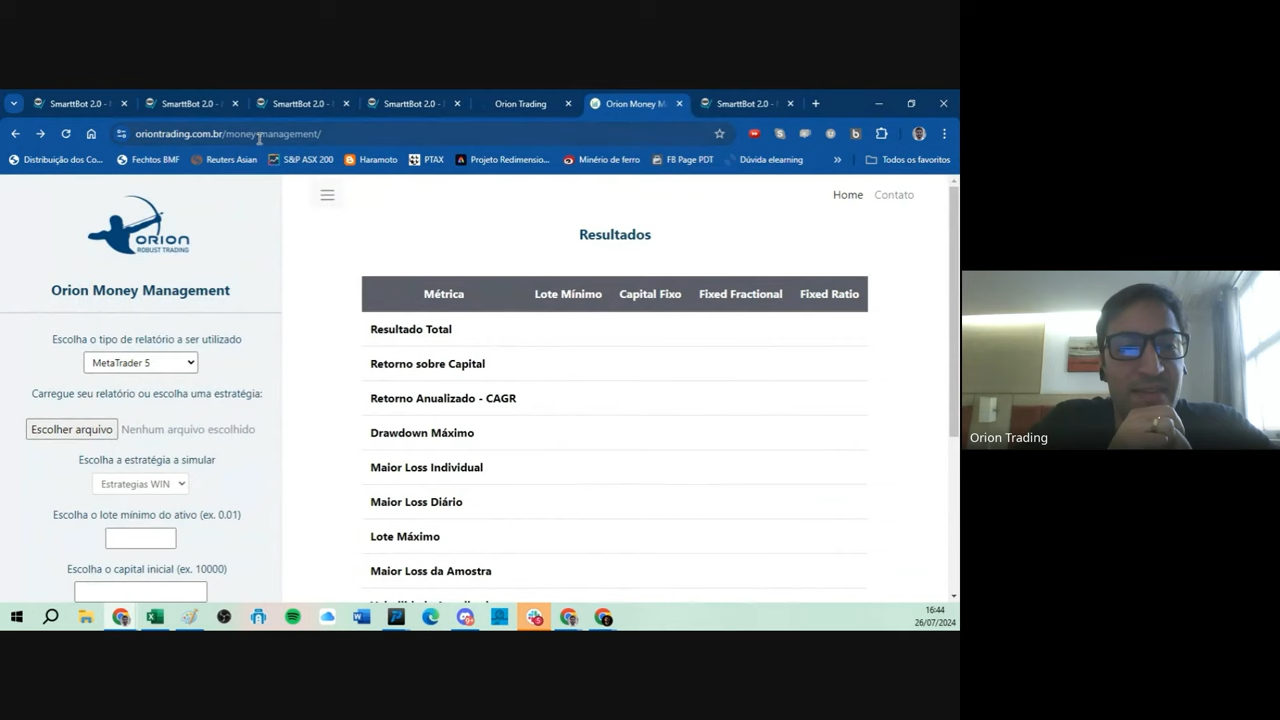 SmarttBot 2.0 -
SmarttBot 2.0 -
SmarttBot 2.0 -
SmarttBot 2.0 -
Orion Trading
Orion Money M
SmarttBot 2.0 -
oriontrading.com.br/money-management/
Distribuição dos Co...
Fechtos BMF
Reuters Asian
S&P ASX 200
Haramoto
PTAX
Projeto Redimensio...
Minério de ferro
FB Page PDT
Dúvida elearning
»
Todos os favoritos
ORION
ROBUST TRADING
Home
Contato
Orion Money Management
Escolha o tipo de relatório a ser utilizado
MetaTrader 5
Carregue seu relatório ou escolha uma estratégia:
Escolher arquivo Nenhum arquivo escolhido
Escolha a estratégia a simular
Estrategias WIN
Escolha o lote mínimo do ativo (ex. 0.01)
Escolha o capital inicial (ex. 10000)
Resultados
Métrica Lote Mínimo Capital Fixo Fixed Fractional Fixed Ratio
Resultado Total
Retorno sobre Capital
Retorno Anualizado - CAGR
Drawdown Máximo
Maior Loss Individual
Maior Loss Diário
Lote Máximo
Maior Loss da Amostra
Orion Trading
16:44
26/07/2024